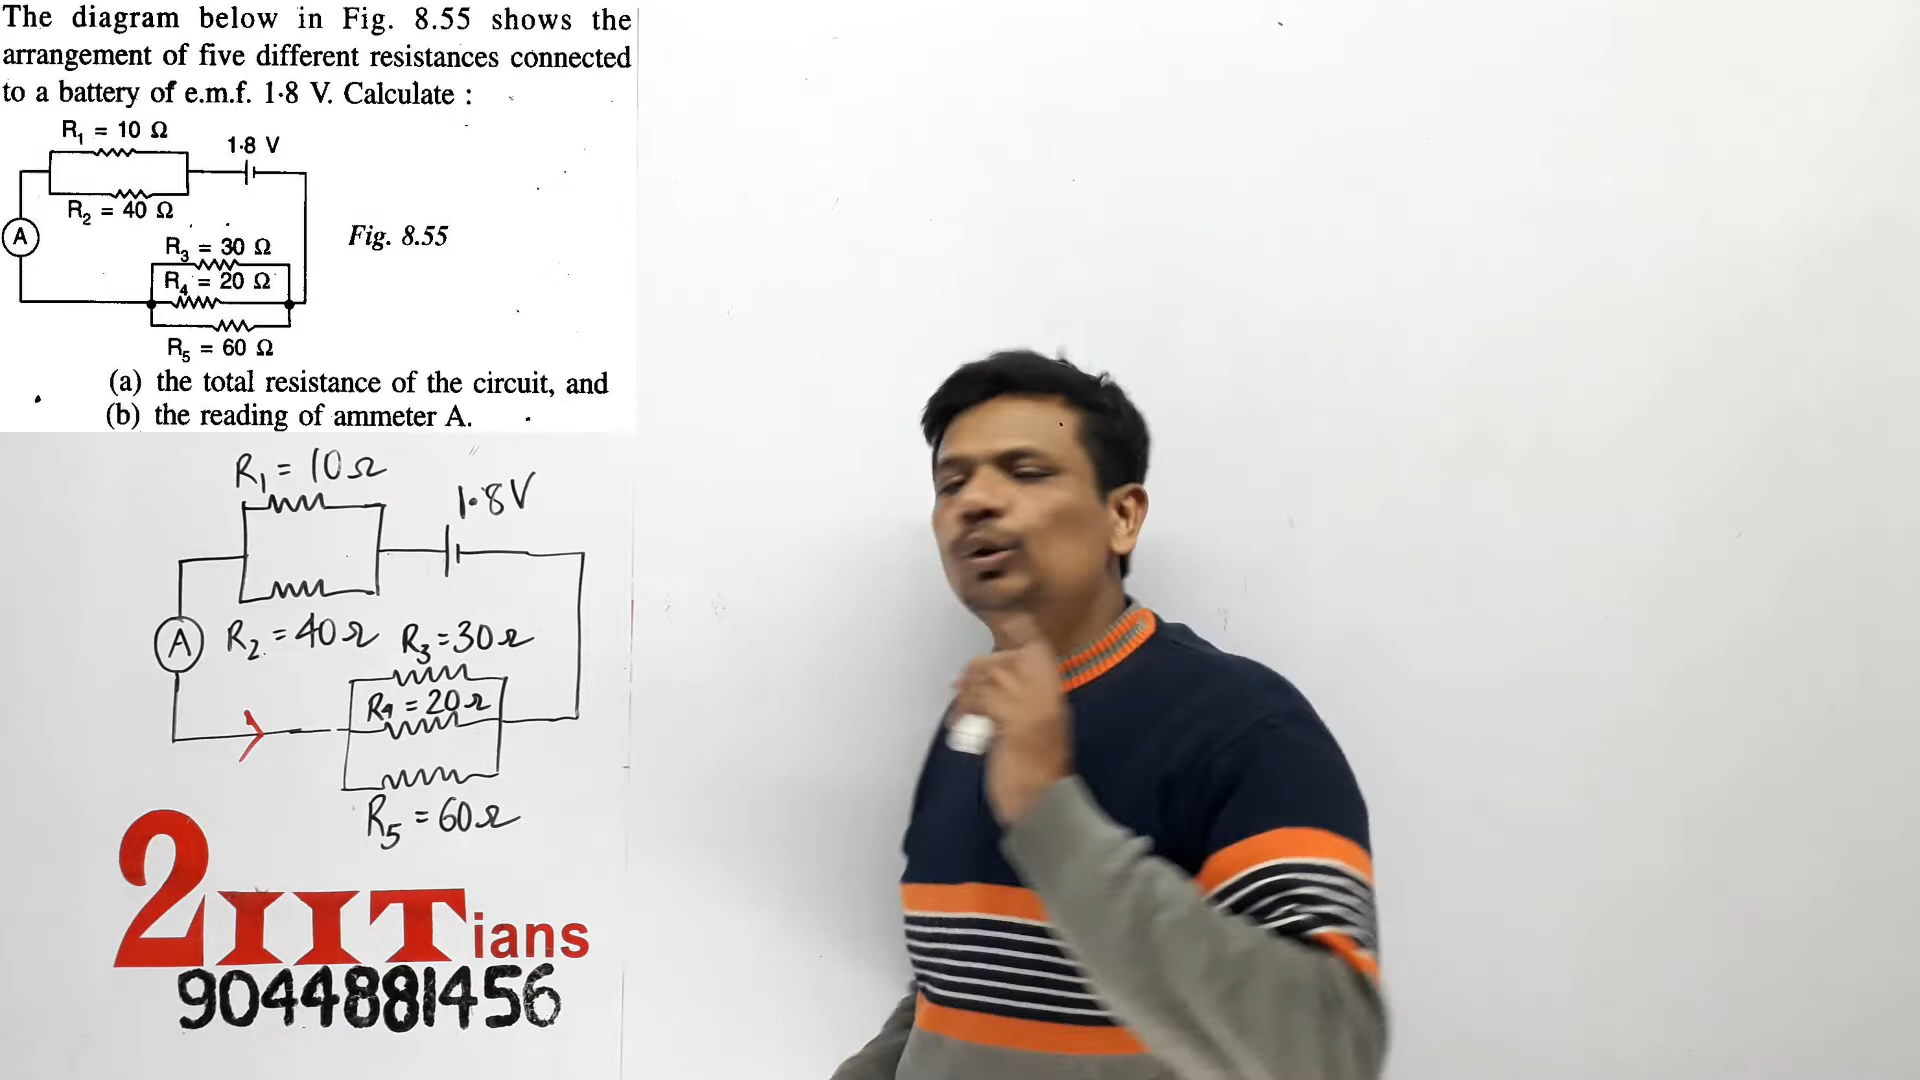 The diagram below in Fig. 8.55 shows the
arrangement of five different resistances connected
to a battery of e.m.f. 1·8 V. Calculate :
R₁ = 10 Ω
1·8 V
R₂ = 40 Ω
A
Fig. 8.55
R₃ = 30 Ω
R₄ = 20 Ω
R₅ = 60 Ω
(a) the total resistance of the circuit, and
(b) the reading of ammeter A.
R₁ = 10Ω
1·8V
A
R₂ = 40Ω
R₃ = 30Ω
R₄ = 20Ω
R₅ = 60Ω
2IITians
9044881456